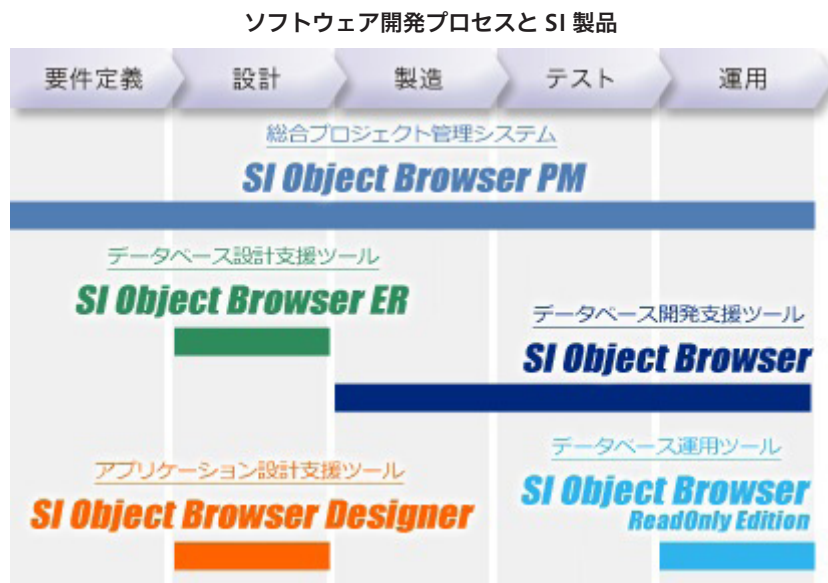 ソフトウェア開発プロセスと SI 製品
要件定義
設計
製造
テスト
運用
総合プロジェクト管理システム
SI Object Browser PM
データベース設計支援ツール
SI Object Browser ER
データベース開発支援ツール
SI Object Browser
アプリケーション設計支援ツール
SI Object Browser Designer
データベース運用ツール
SI Object Browser
ReadOnly Edition